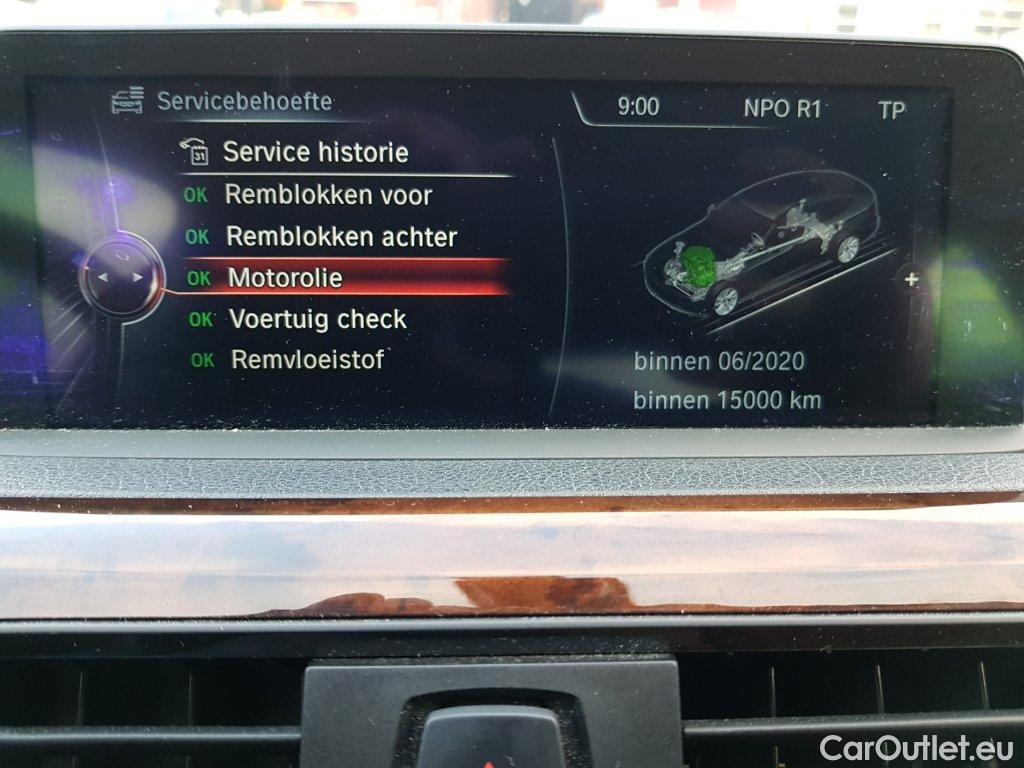 Servicebehoefte
9:00 NPO R1 TP
31 Service historie
OK Remblokken voor
OK Remblokken achter
OK Motorolie
OK Voertuig check
OK Remvloeistof
binnen 06/2020
binnen 15000 km
CarOutlet.eu